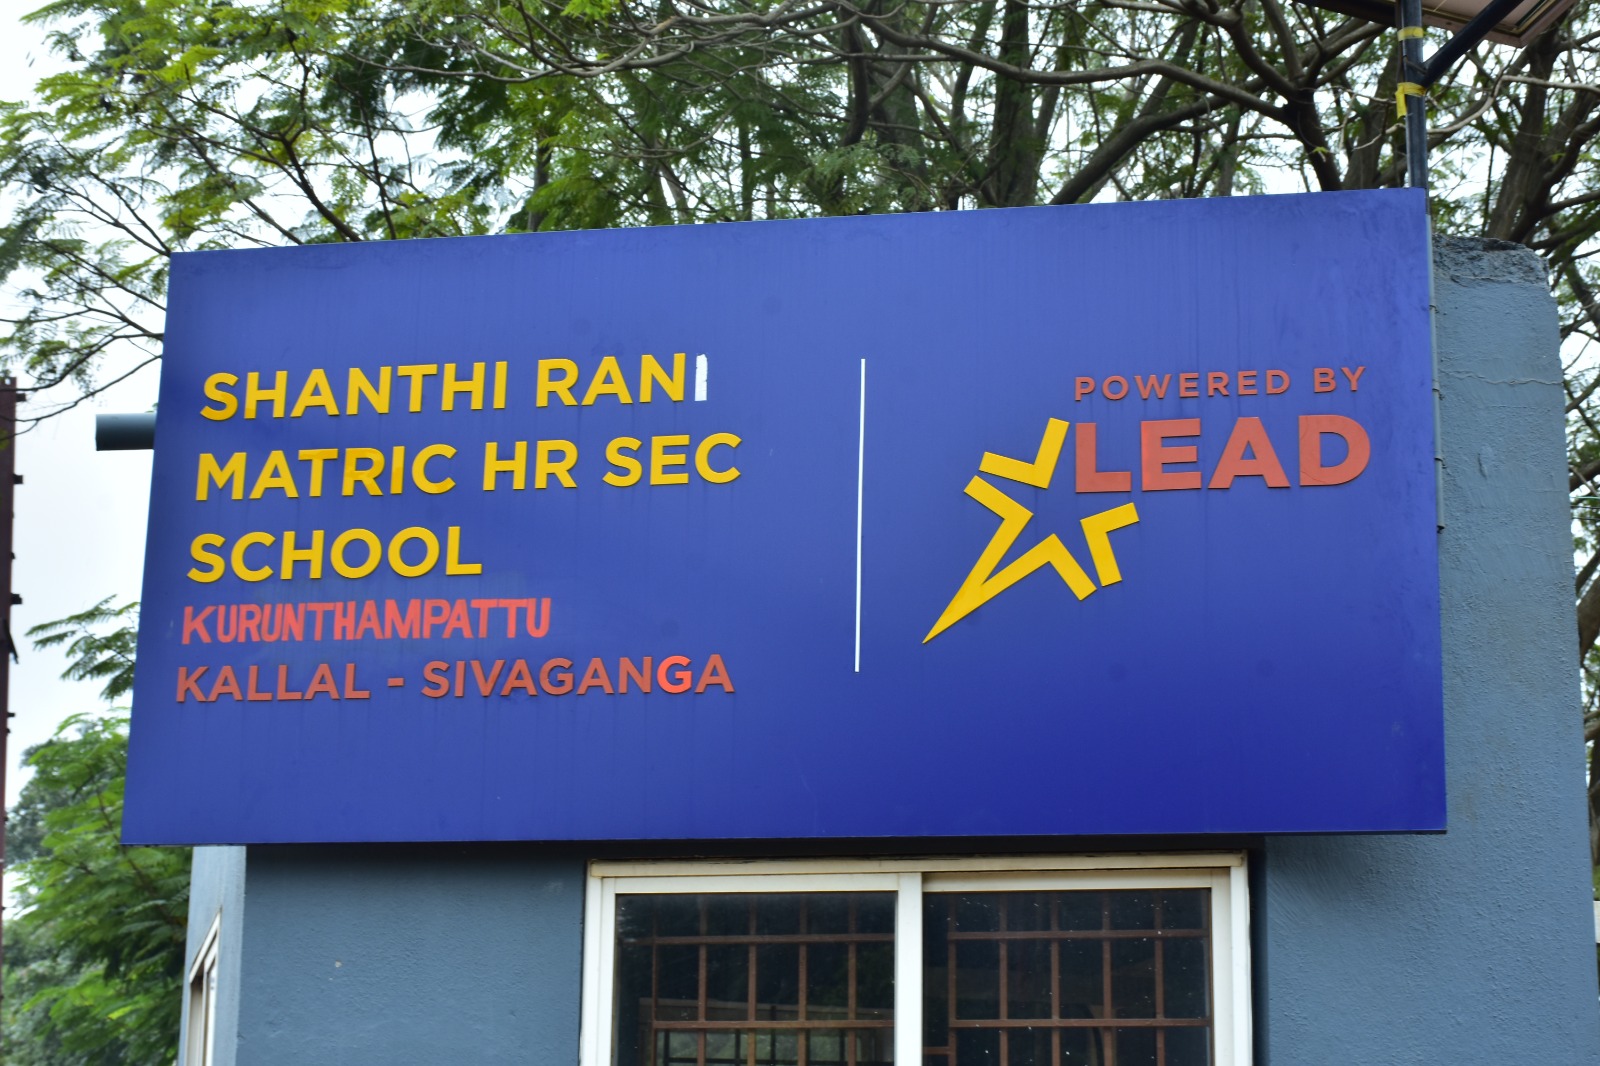 SHANTHI RANI
MATRIC HR SEC
SCHOOL
KURUNTHAMPATTU
KALLAL - SIVAGANGA
POWERED BY
LEAD